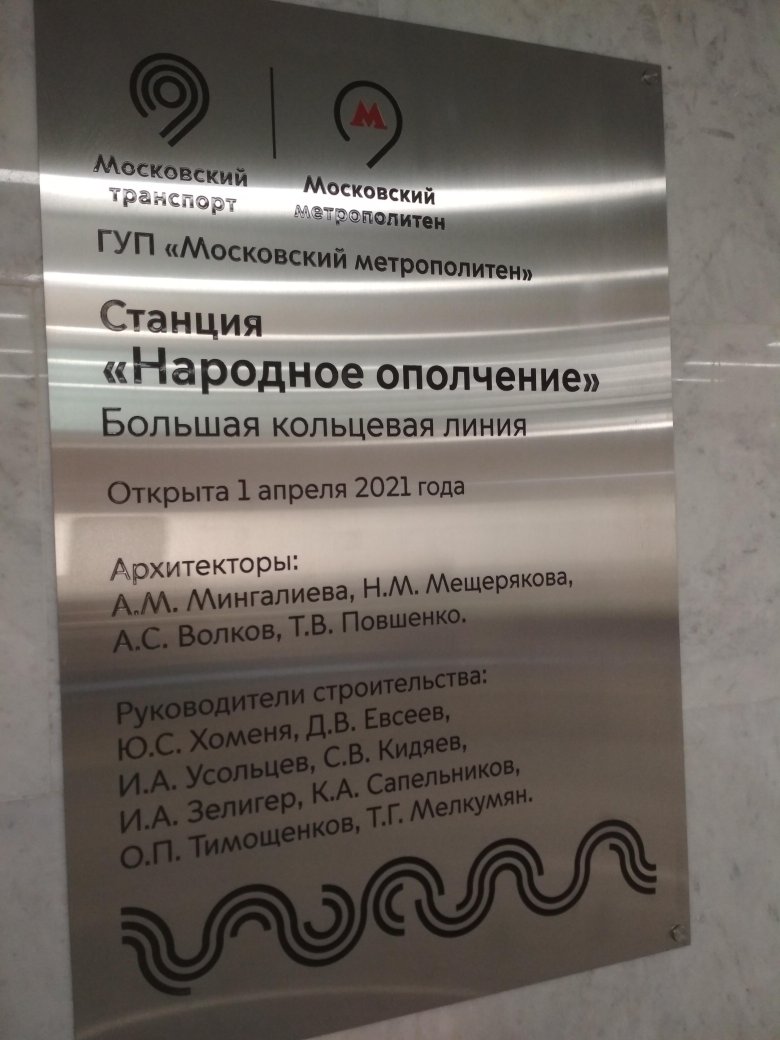 Московский
транспорт
М
Московский
метрополитен
ГУП «Московский метрополитен»
Станция
«Народное ополчение»
Большая кольцевая линия
Открыта 1 апреля 2021 года
Архитекторы:
А.М. Мингалиева, Н.М. Мещерякова,
А.С. Волков, Т.В. Повшенко.
Руководители строительства:
Ю.С. Хоменя, Д.В. Евсеев,
И.А. Усольцев, С.В. Кидяев,
И.А. Зелигер, К.А. Сапельников,
О.П. Тимощенков, Т.Г. Мелкумян.